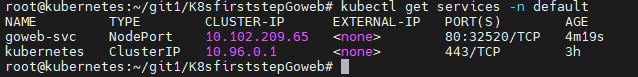 root@kubernetes:~/git1/K8sfirststepGoweb# kubectl get services -n default
NAME TYPE CLUSTER-IP EXTERNAL-IP PORT(S) AGE
goweb-svc NodePort 10.102.209.65 <none> 80:32520/TCP 4m19s
kubernetes ClusterIP 10.96.0.1 <none> 443/TCP 3h
root@kubernetes:~/git1/K8sfirststepGoweb#